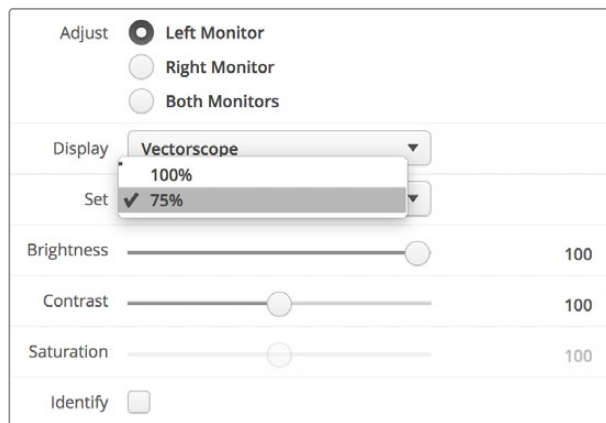 Adjust Left Monitor
Right Monitor
Both Monitors
Display Vectorscope
100%
Set ✔ 75%
Brightness 100
Contrast 100
Saturation 100
Identify